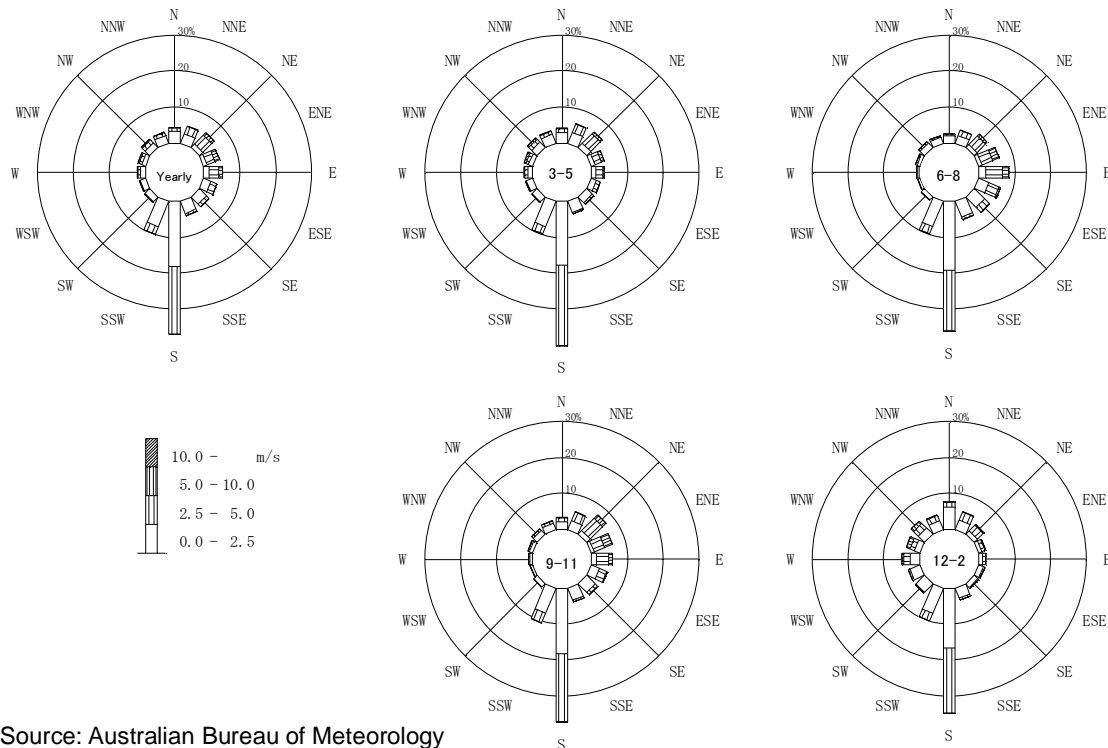 N
NNW 30% NNE
NW 20 NE
WNW 10 ENE
W Yearly E
WSW ESE
SW SE
SSW SSE
S
N
NNW 30% NNE
NW 20 NE
WNW 10 ENE
W 3-5 E
WSW ESE
SW SE
SSW SSE
S
N
NNW 30% NNE
NW 20 NE
WNW 10 ENE
W 6-8 E
WSW ESE
SW SE
SSW SSE
S
10.0 - m/s
5.0 - 10.0
2.5 - 5.0
0.0 - 2.5
N
NNW 30% NNE
NW 20 NE
WNW 10 ENE
W 9-11 E
WSW ESE
SW SE
SSW SSE
S
N
NNW 30% NNE
NW 20 NE
WNW 10 ENE
W 12-2 E
WSW ESE
SW SE
SSW SSE
S
Source: Australian Bureau of Meteorology